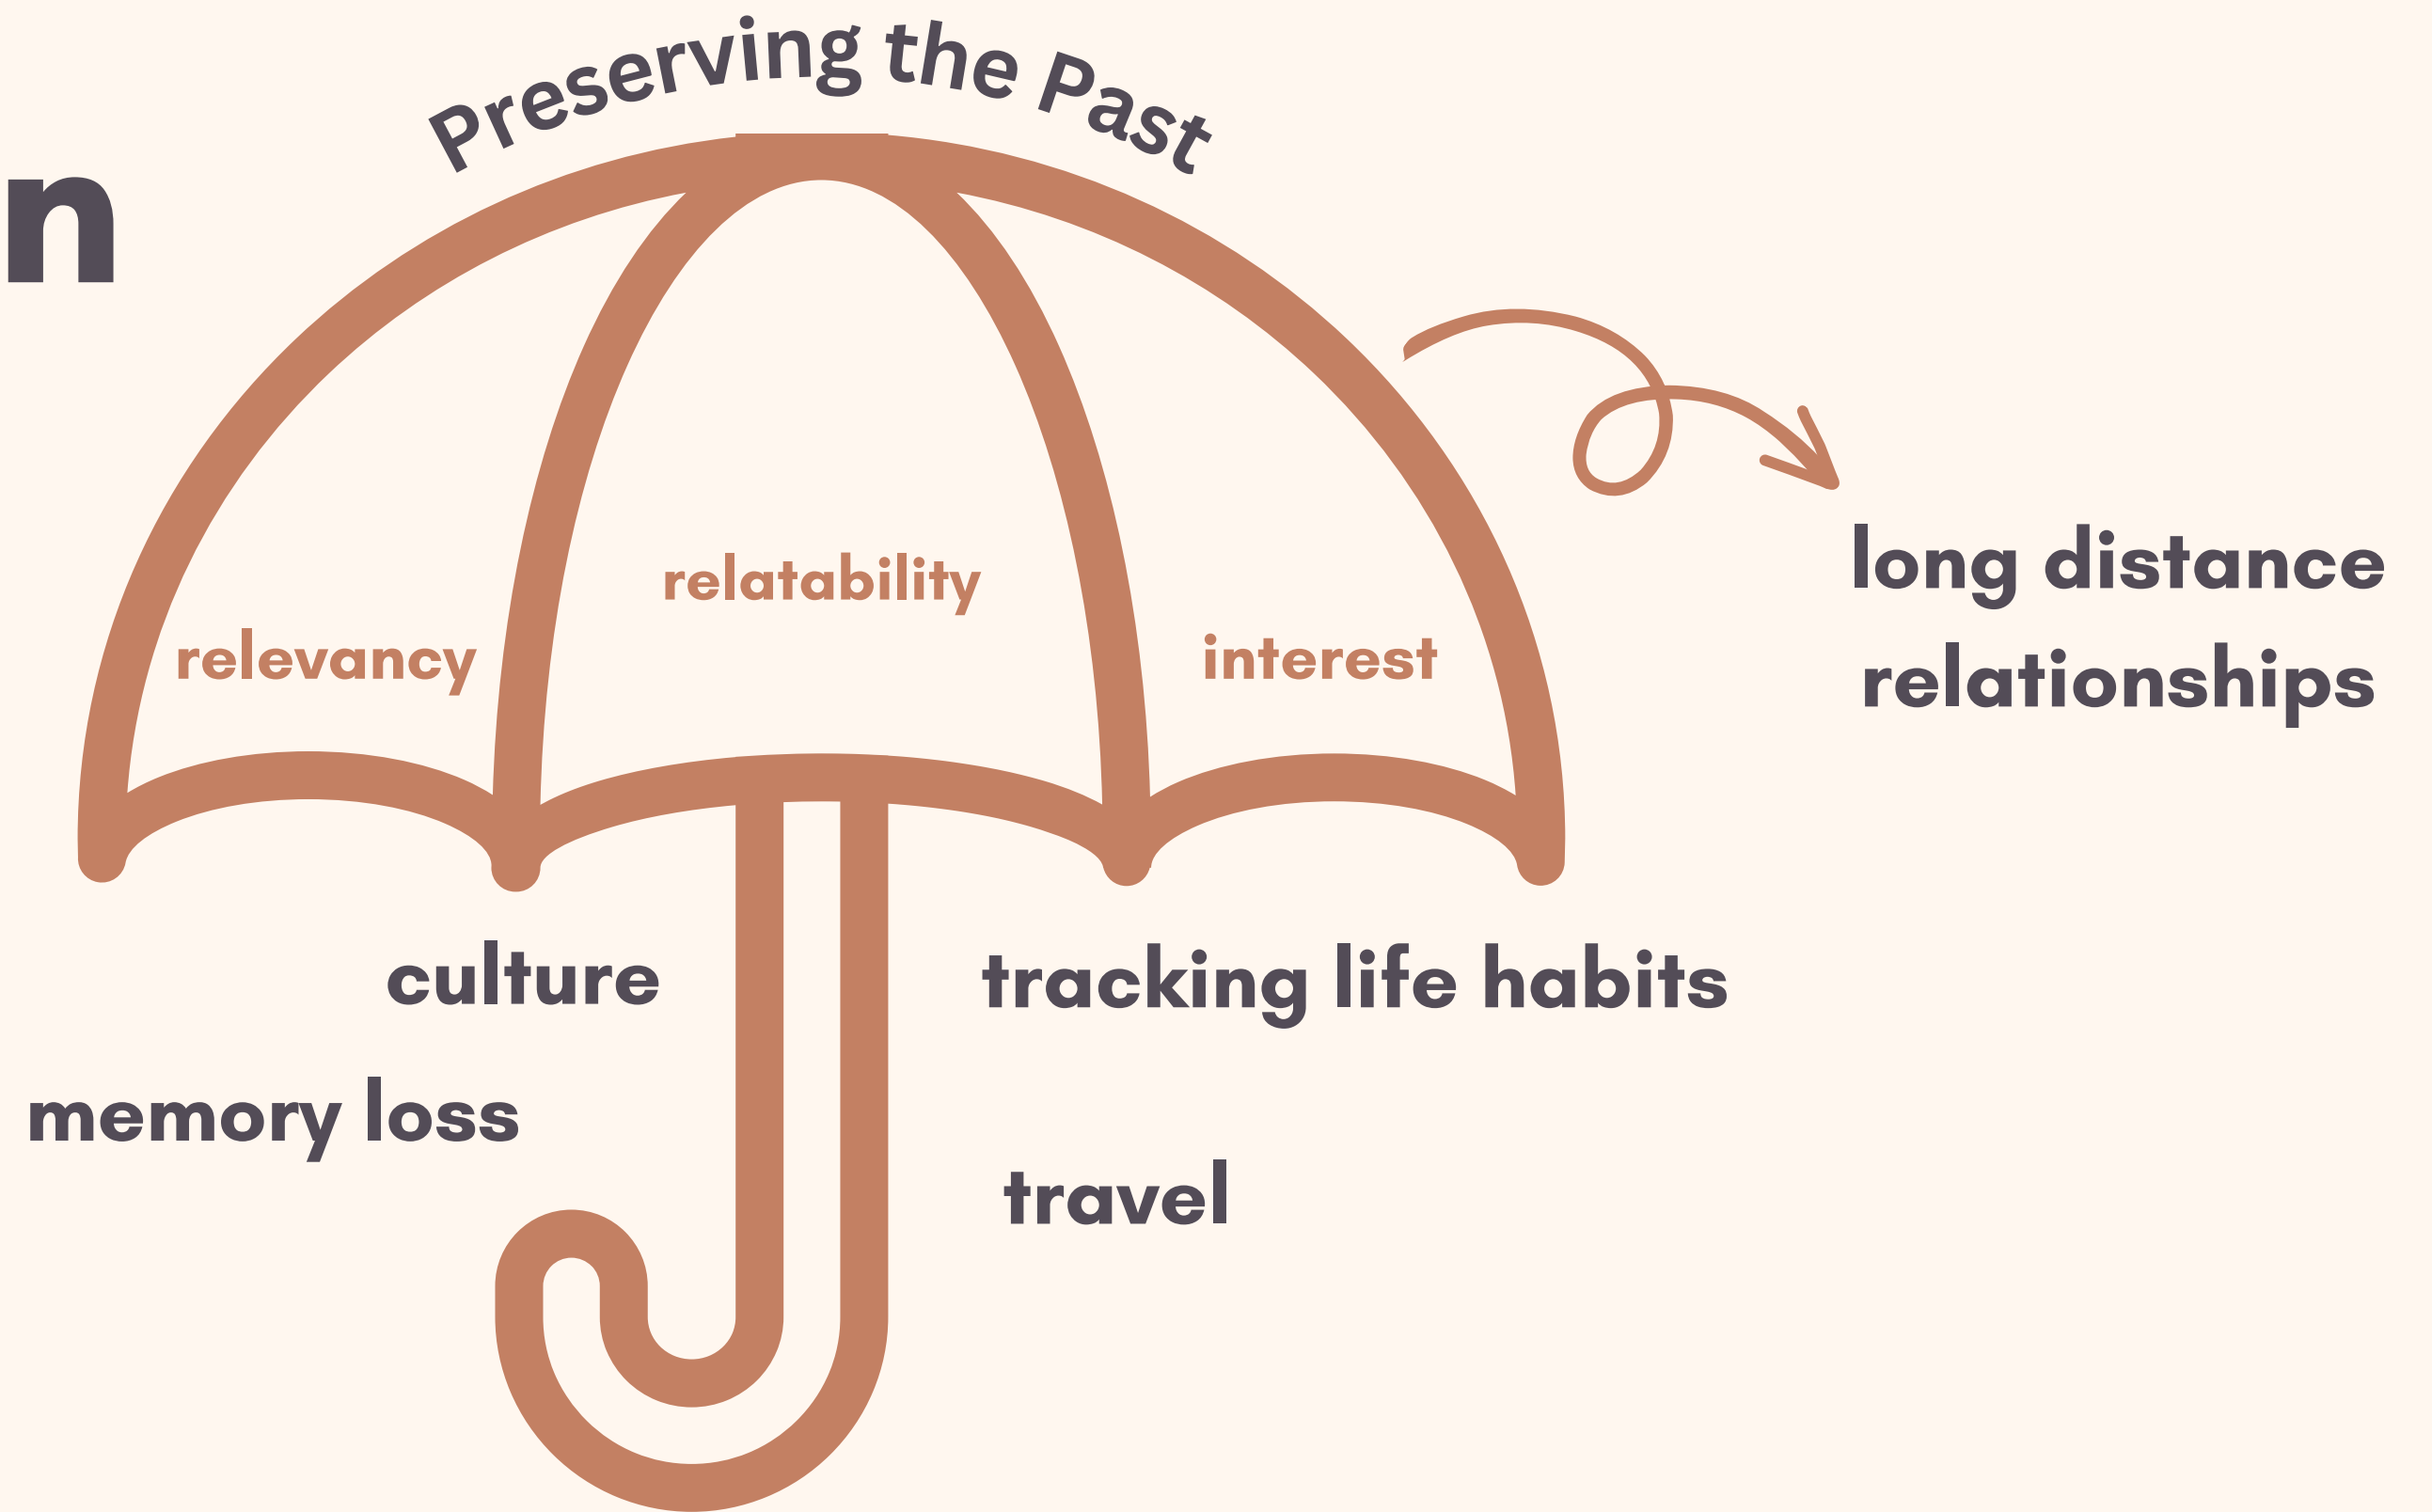 Preserving the Past
n
relatability
relevancy
interest
long distance
relationships
culture
tracking life habits
memory loss
travel